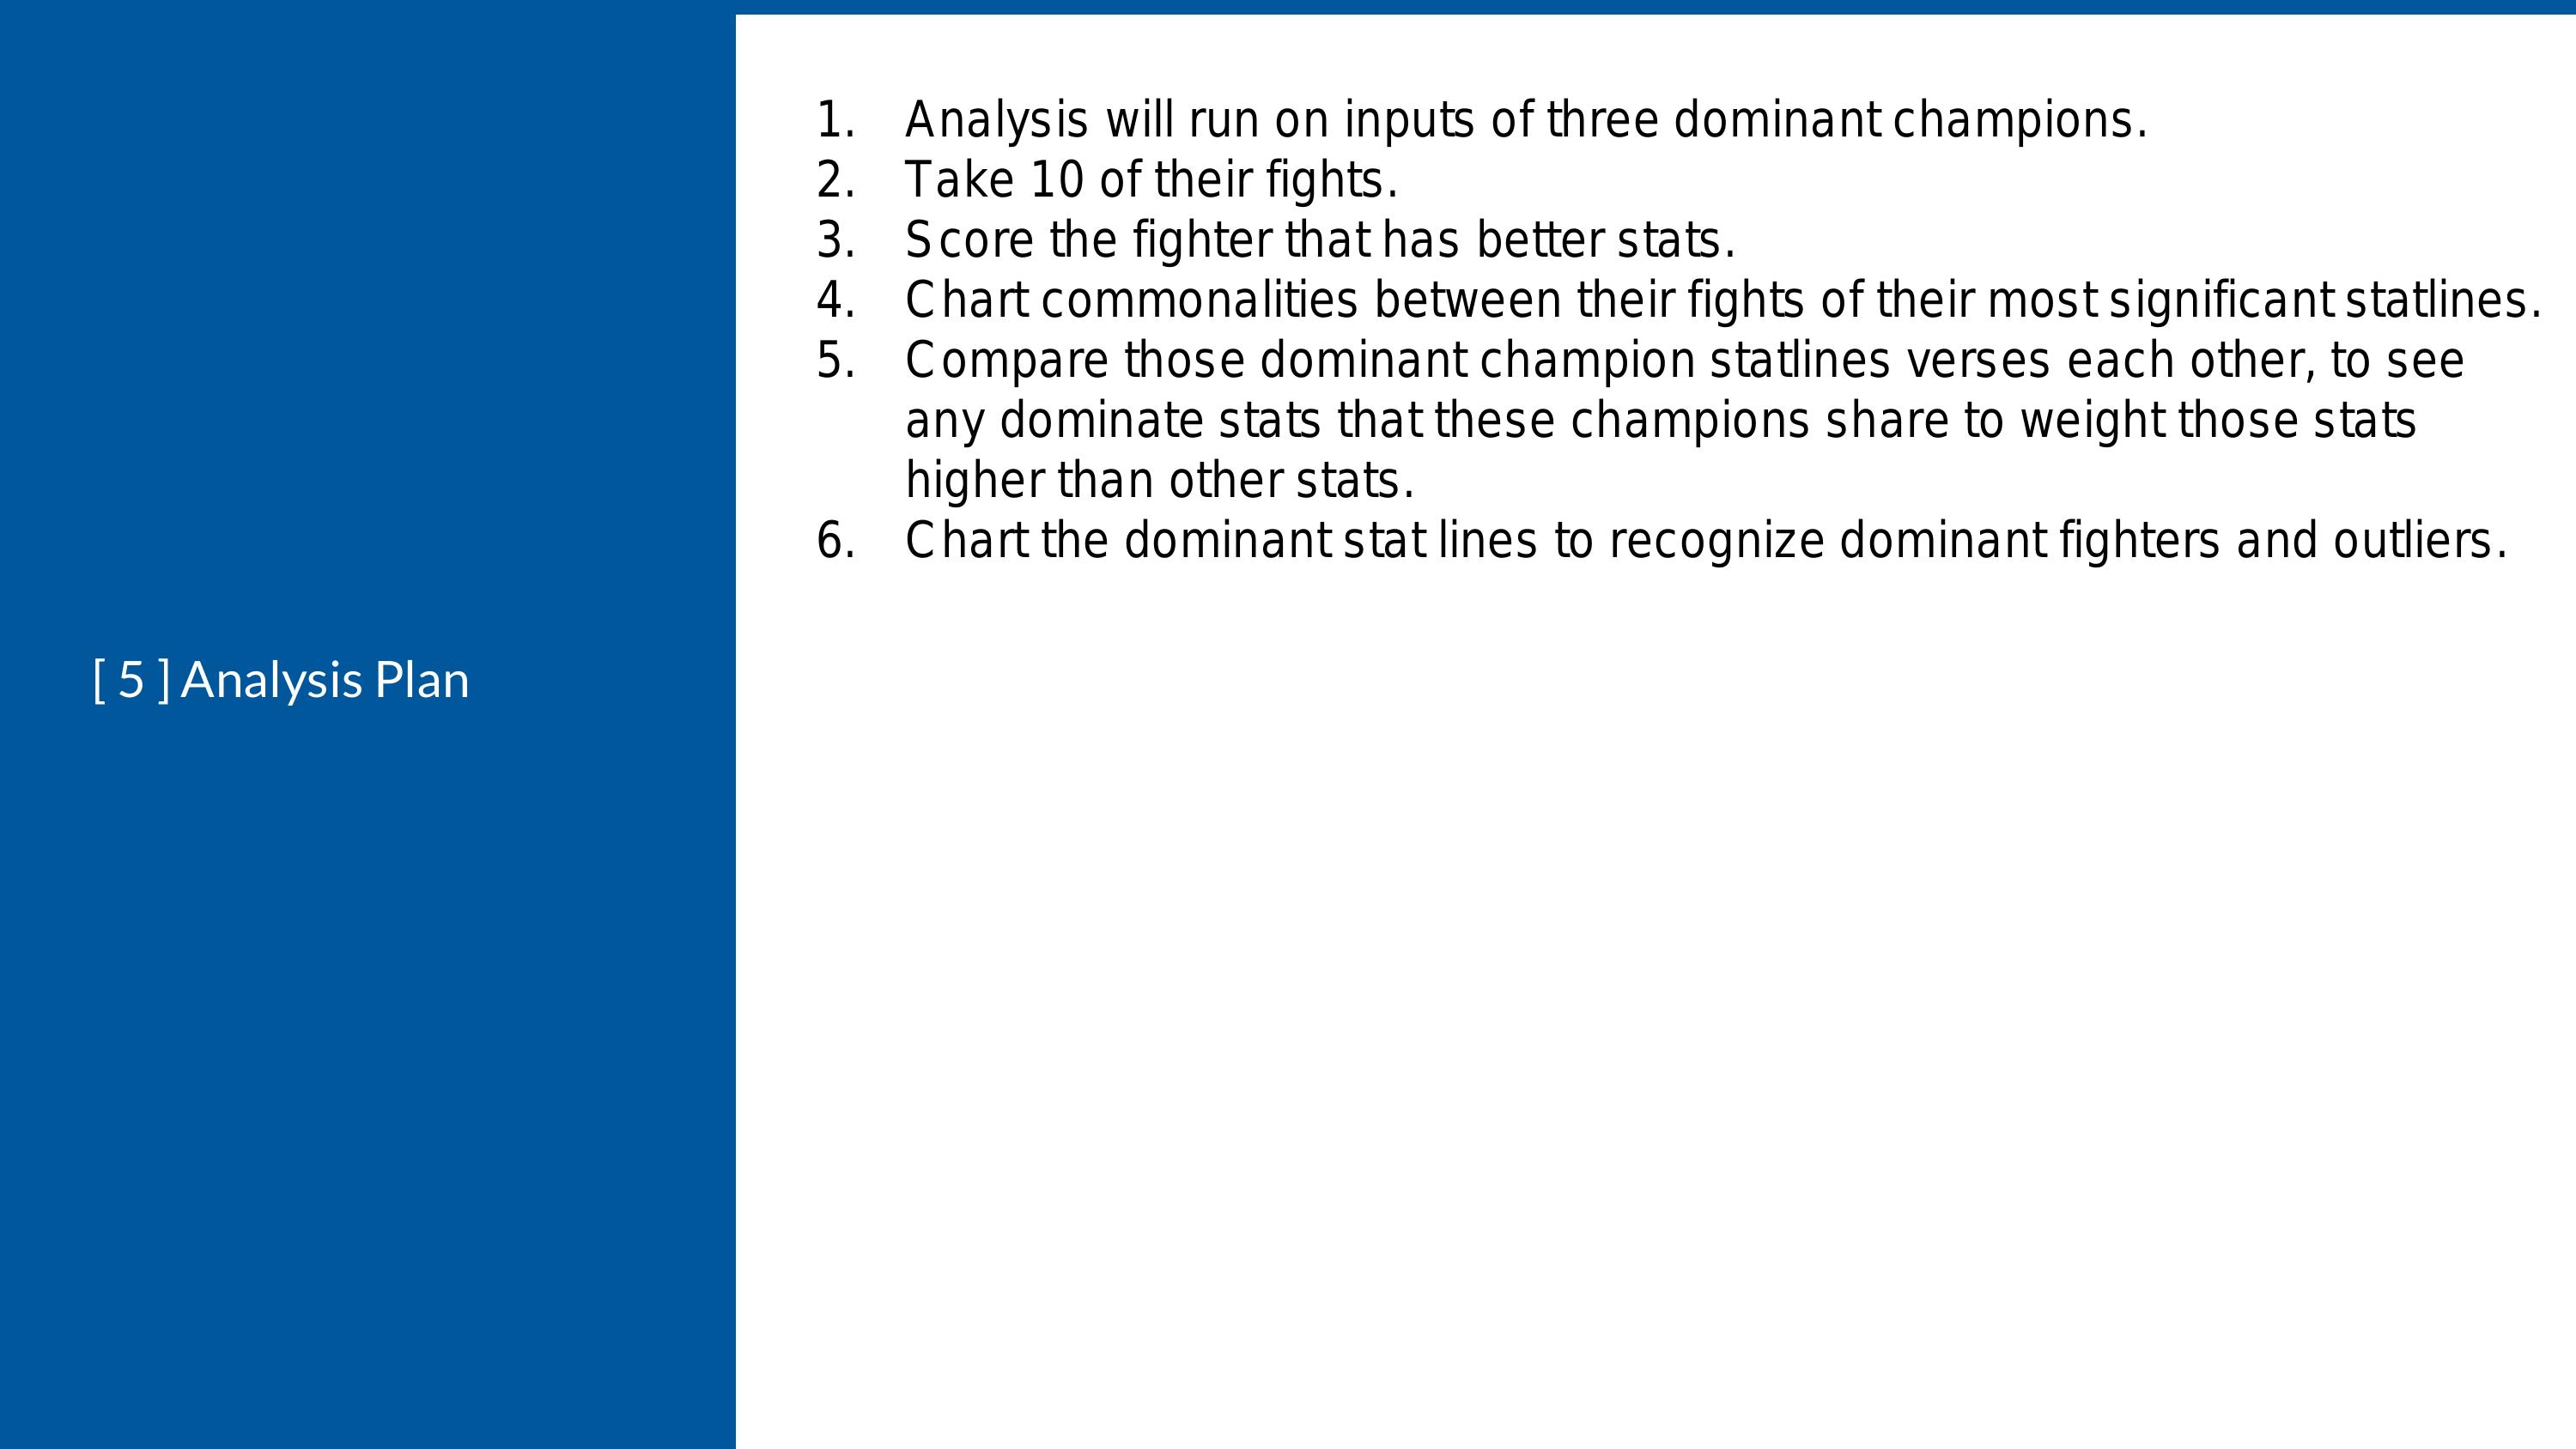 [ 5 ] Analysis Plan
1. Analysis will run on inputs of three dominant champions.
2. Take 10 of their fights.
3. Score the fighter that has better stats.
4. Chart commonalities between their fights of their most significant statlines.
5. Compare those dominant champion statlines verses each other, to see
any dominate stats that these champions share to weight those stats
higher than other stats.
6. Chart the dominant stat lines to recognize dominant fighters and outliers.